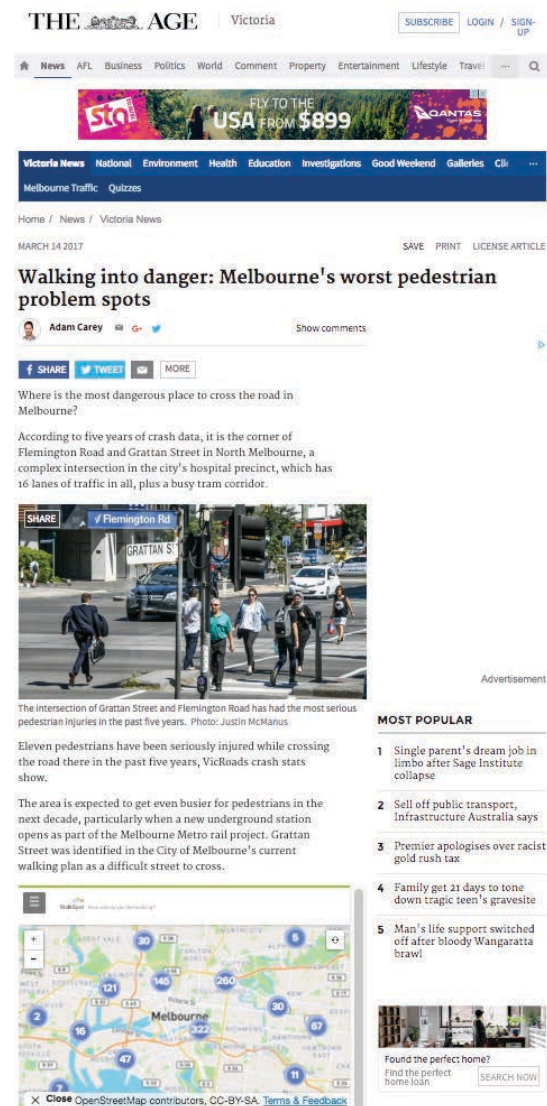 THE AGE
Victoria
SUBSCRIBE LOGIN / SIGN-UP
News AFL Business Politics World Comment Property Entertainment Lifestyle Travel ...
sta
FLY TO THE
USA FROM $899
QANTAS
Victoria News National Environment Health Education Investigations Good Weekend Galleries Cli ...
Melbourne Traffic Quizzes
Home / News / Victoria News
MARCH 14 2017
SAVE PRINT LICENSE ARTICLE
Walking into danger: Melbourne's worst pedestrian
problem spots
Adam Carey G+
Show comments
f SHARE TWEET MORE
Where is the most dangerous place to cross the road in
Melbourne?
According to five years of crash data, it is the corner of
Flemington Road and Grattan Street in North Melbourne, a
complex intersection in the city's hospital precinct, which has
16 lanes of traffic in all, plus a busy tram corridor.
SHARE
Flemington Rd
GRATTAN S
The intersection of Grattan Street and Flemington Road has had the most serious
pedestrian injuries in the past five years. Photo: Justin McManus
Eleven pedestrians have been seriously injured while crossing
the road there in the past five years, VicRoads crash stats
show.
The area is expected to get even busier for pedestrians in the
next decade, particularly when a new underground station
opens as part of the Melbourne Metro rail project. Grattan
Street was identified in the City of Melbourne's current
walking plan as a difficult street to cross.
+
-
30
5
121
145
260
2
30
Melbourne
16
322
67
47
11
7
X Close OpenStreetMap contributors, CC-BY-SA. Terms & Feedback
Advertisement
MOST POPULAR
1 Single parent's dream job in
limbo after Sage Institute
collapse
2 Sell off public transport,
Infrastructure Australia says
3 Premier apologises over racist
gold rush tax
4 Family get 21 days to tone
down tragic teen's gravesite
5 Man's life support switched
off after bloody Wangaratta
brawl
Found the perfect home?
Find the perfect
home loan
SEARCH NOW